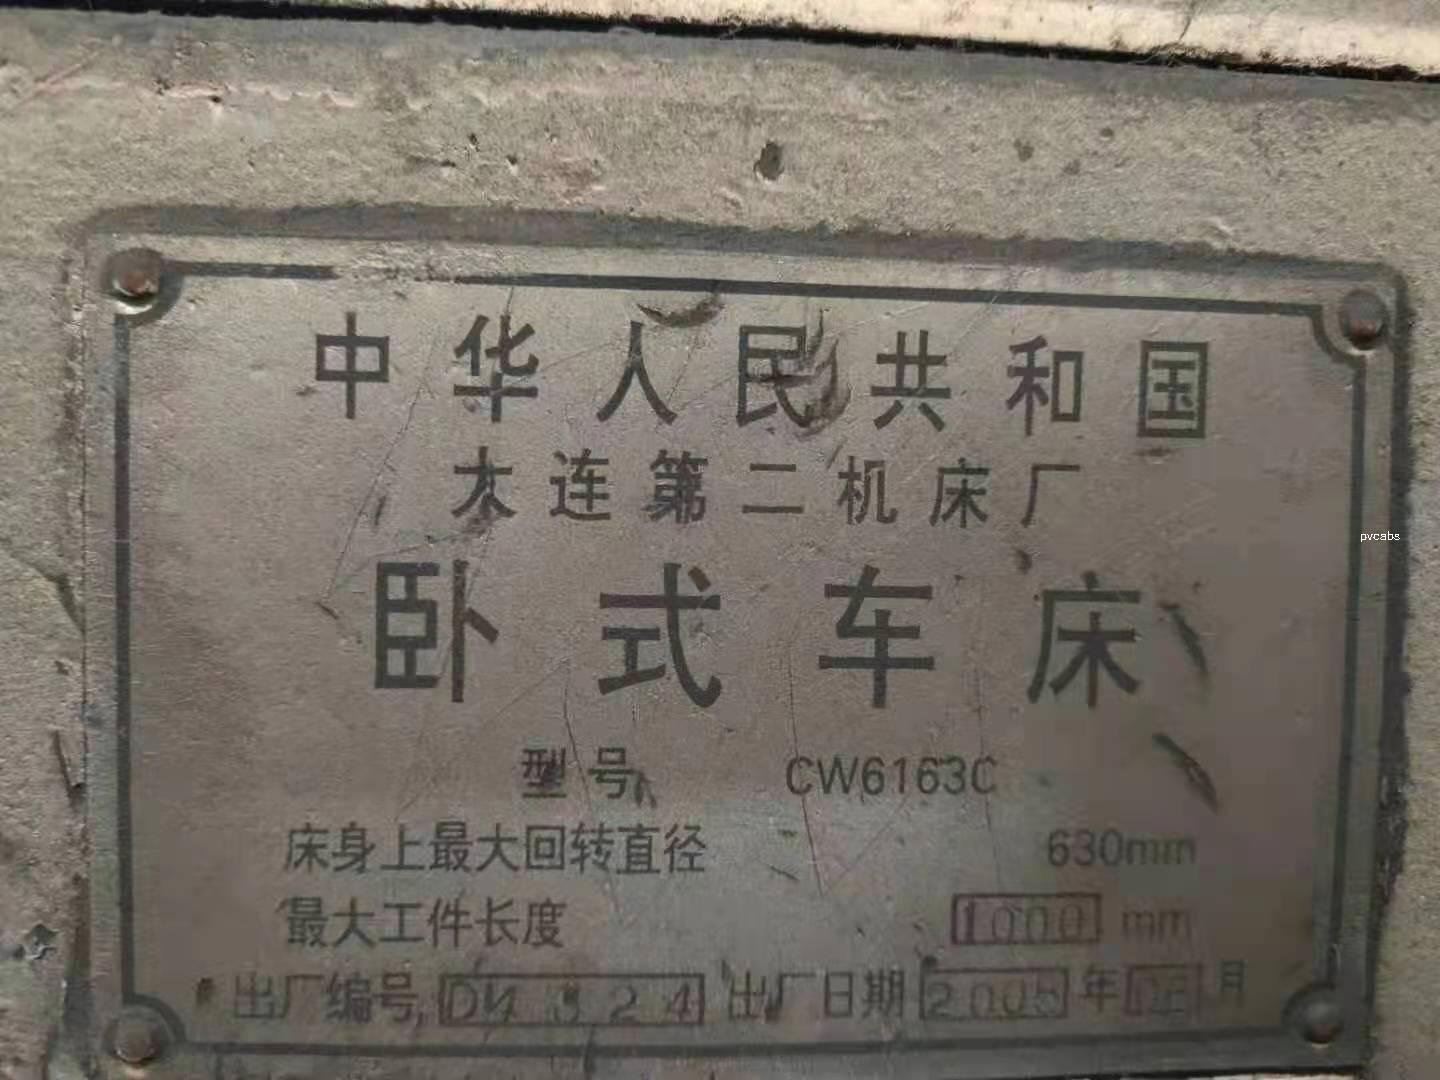 中华人民共和国
大连第二机床厂
卧式车床
型号 CW6163C
床身上最大回转直径 630mm
最大工件长度 1000 mm
出厂编号 出厂日期 年 月
pvcabs